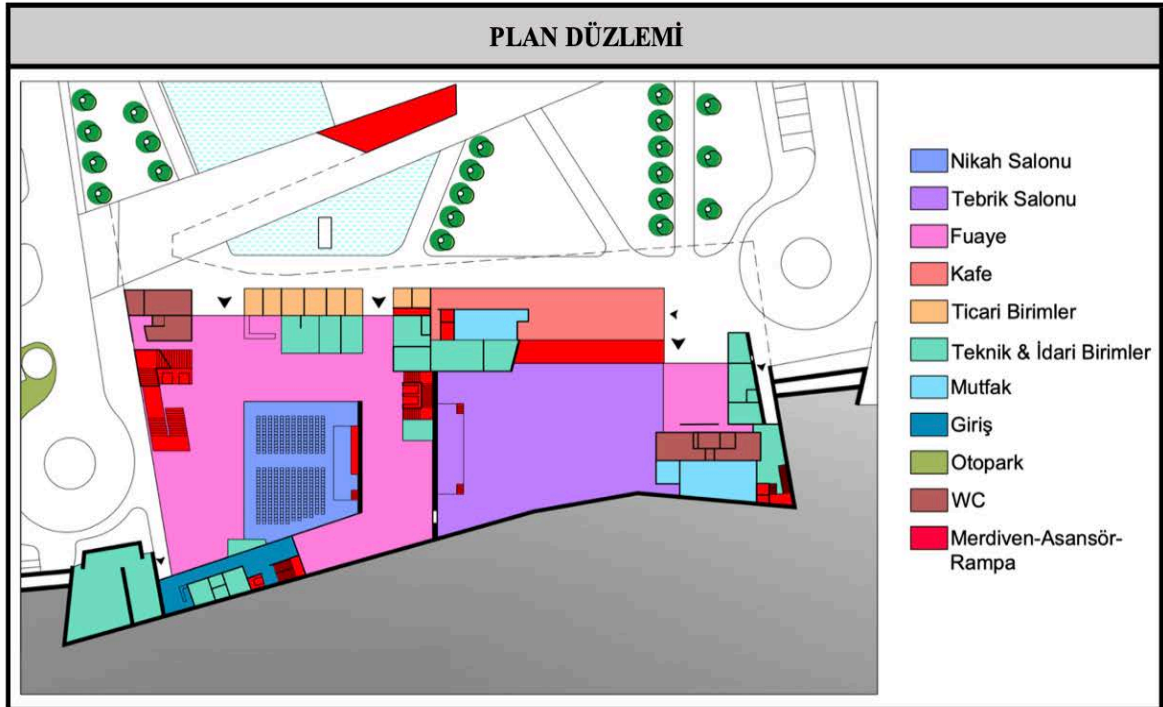 PLAN DÜZLEMİ
Nikah Salonu
Tebrik Salonu
Fuaye
Kafe
Ticari Birimler
Teknik & İdari Birimler
Mutfak
Giriş
Otopark
WC
Merdiven-Asansör-
Rampa